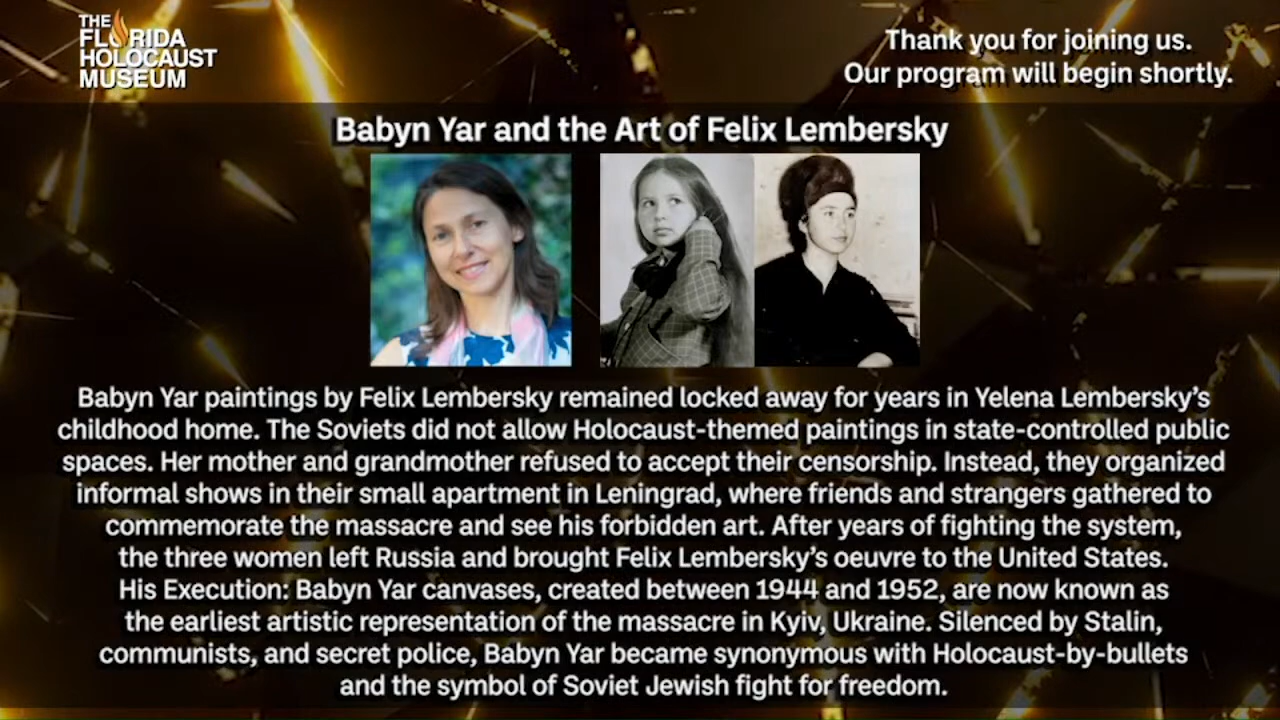 THE
FLORIDA
HOLOCAUST
MUSEUM
Thank you for joining us.
Our program will begin shortly.
Babyn Yar and the Art of Felix Lembersky
Babyn Yar paintings by Felix Lembersky remained locked away for years in Yelena Lembersky’s
childhood home. The Soviets did not allow Holocaust-themed paintings in state-controlled public
spaces. Her mother and grandmother refused to accept their censorship. Instead, they organized
informal shows in their small apartment in Leningrad, where friends and strangers gathered to
commemorate the massacre and see his forbidden art. After years of fighting the system,
the three women left Russia and brought Felix Lembersky’s oeuvre to the United States.
His Execution: Babyn Yar canvases, created between 1944 and 1952, are now known as
the earliest artistic representation of the massacre in Kyiv, Ukraine. Silenced by Stalin,
communists, and secret police, Babyn Yar became synonymous with Holocaust-by-bullets
and the symbol of Soviet Jewish fight for freedom.